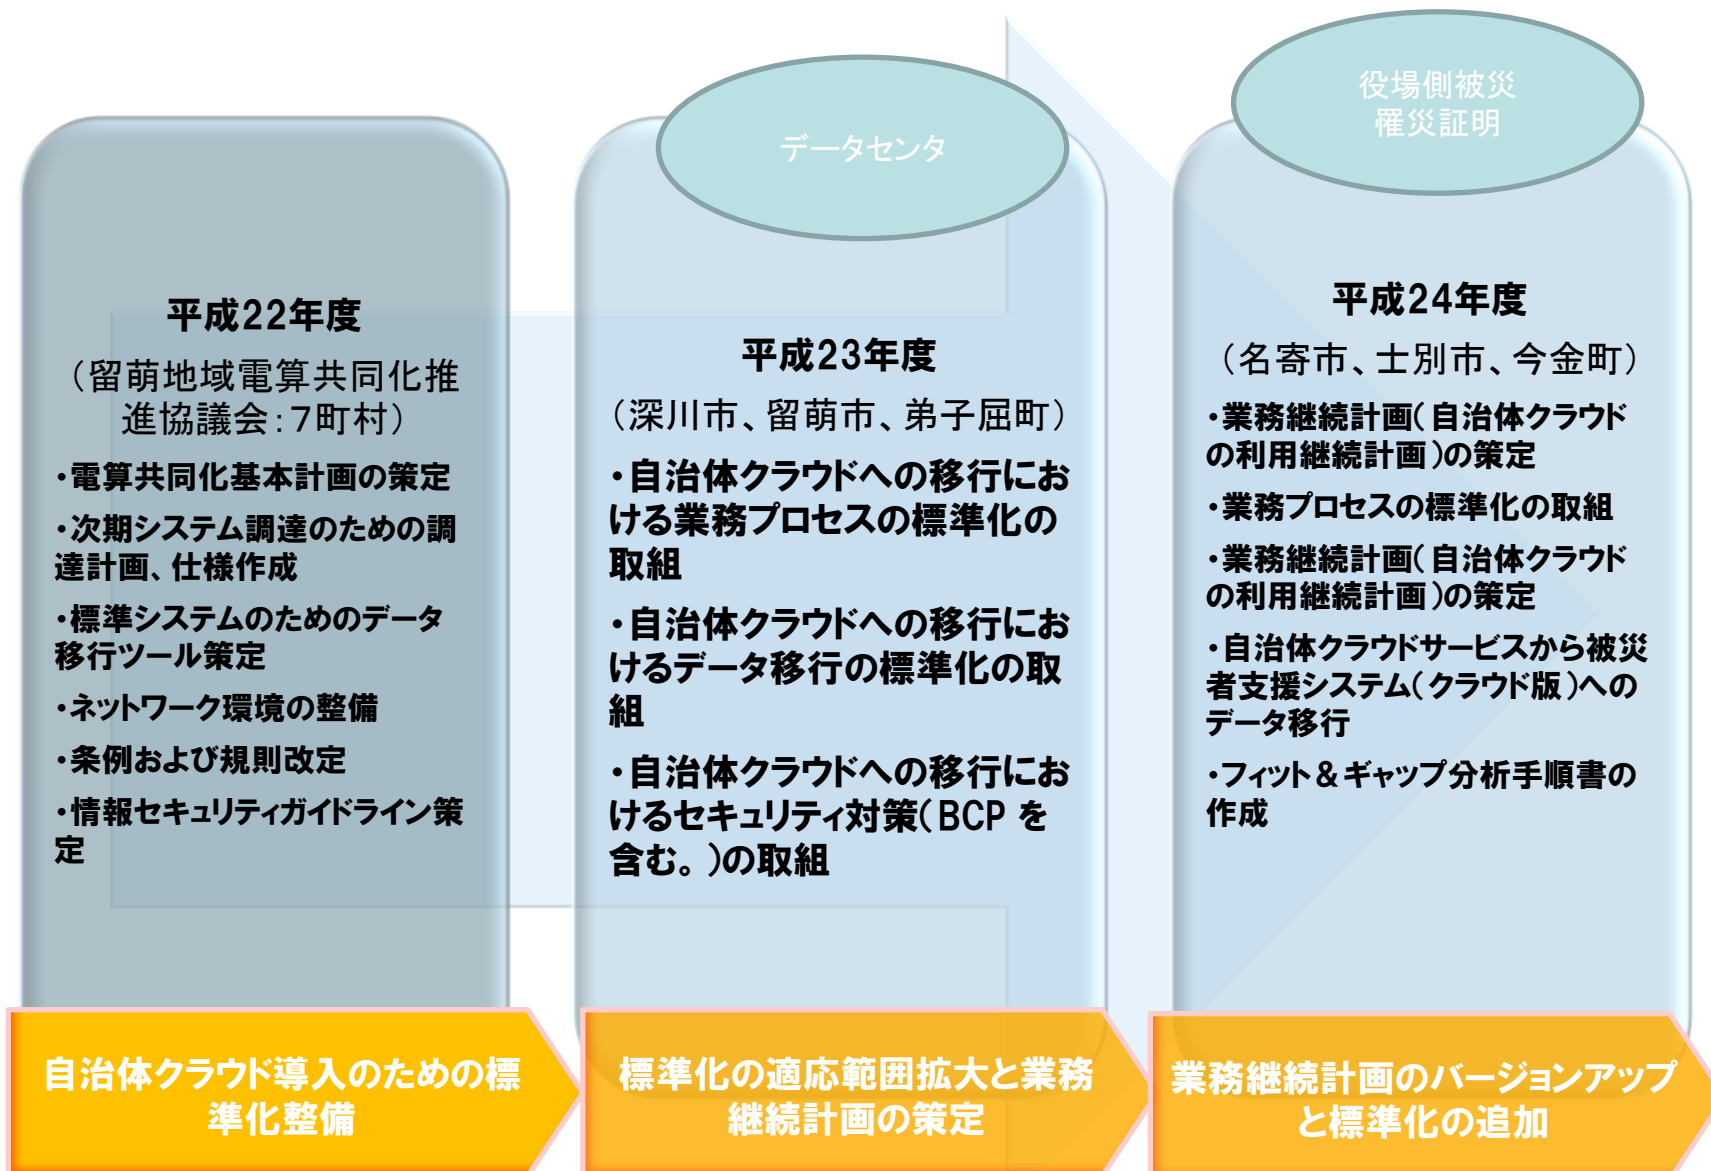 平成22年度
（留萌地域電算共同化推
進協議会：7町村）
・電算共同化基本計画の策定
・次期システム調達のための調
達計画、仕様作成
・標準システムのためのデータ
移行ツール策定
・ネットワーク環境の整備
・条例および規則改定
・情報セキュリティガイドライン策
定
自治体クラウド導入のための標
準化整備
データセンタ
平成23年度
（深川市、留萌市、弟子屈町）
・自治体クラウドへの移行にお
ける業務プロセスの標準化の
取組
・自治体クラウドへの移行にお
けるデータ移行の標準化の取
組
・自治体クラウドへの移行にお
けるセキュリティ対策（BCP を
含む。）の取組
標準化の適応範囲拡大と業務
継続計画の策定
役場側被災
罹災証明
平成24年度
（名寄市、士別市、今金町）
・業務継続計画（自治体クラウド
の利用継続計画）の策定
・業務プロセスの標準化の取組
・業務継続計画（自治体クラウド
の利用継続計画）の策定
・自治体クラウドサービスから被災
者支援システム（クラウド版）への
データ移行
・フィット＆ギャップ分析手順書の
作成
業務継続計画のバージョンアップ
と標準化の追加